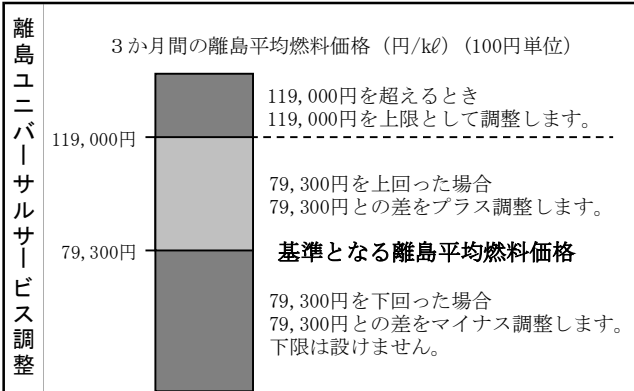 離島ユニバーサルサービス調整
3か月間の離島平均燃料価格（円/kℓ）(100円単位)
119,000円を超えるとき
119,000円を上限として調整します。
119,000円
79,300円を上回った場合
79,300円との差をプラス調整します。
79,300円
基準となる離島平均燃料価格
79,300円を下回った場合
79,300円との差をマイナス調整します。
下限は設けません。